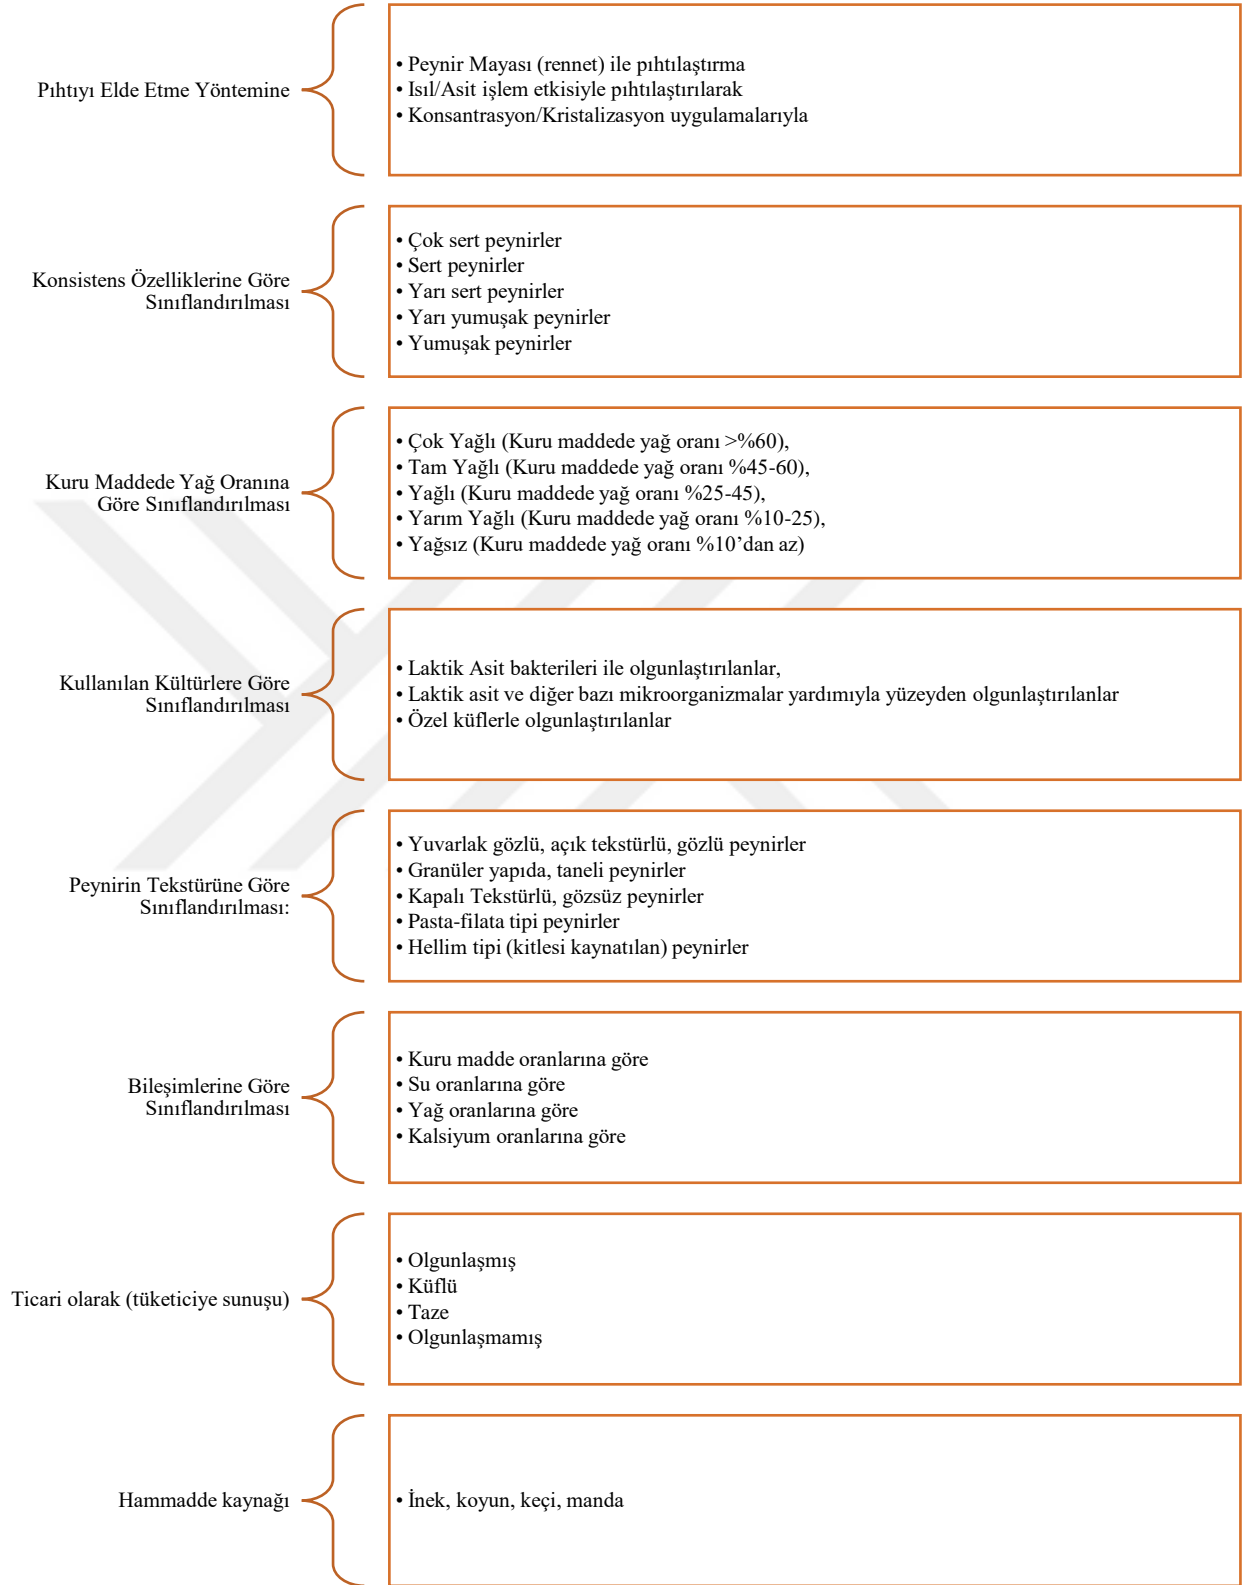 Pıhtıyı Elde Etme Yöntemine
• Peynir Mayası (rennet) ile pıhtılaştırma
• Isıl/Asit işlem etkisiyle pıhtılaştırılarak
• Konsantrasyon/Kristalizasyon uygulamalarıyla
Konsistens Özelliklerine Göre
Sınıflandırılması
• Çok sert peynirler
• Sert peynirler
• Yarı sert peynirler
• Yarı yumuşak peynirler
• Yumuşak peynirler
Kuru Maddede Yağ Oranına
Göre Sınıflandırılması
• Çok Yağlı (Kuru maddede yağ oranı >%60),
• Tam Yağlı (Kuru maddede yağ oranı %45-60),
• Yağlı (Kuru maddede yağ oranı %25-45),
• Yarım Yağlı (Kuru maddede yağ oranı %10-25),
• Yağsız (Kuru maddede yağ oranı %10’dan az)
Kullanılan Kültürlere Göre
Sınıflandırılması
• Laktik Asit bakterileri ile olgunlaştırılanlar,
• Laktik asit ve diğer bazı mikroorganizmalar yardımıyla yüzeyden olgunlaştırılanlar
• Özel küflerle olgunlaştırılanlar
Peynirin Tekstürüne Göre
Sınıflandırılması:
• Yuvarlak gözlü, açık tekstürlü, gözlü peynirler
• Granüler yapıda, taneli peynirler
• Kapalı Tekstürlü, gözsüz peynirler
• Pasta-filata tipi peynirler
• Hellim tipi (kitlesi kaynatılan) peynirler
Bileşimlerine Göre
Sınıflandırılması
• Kuru madde oranlarına göre
• Su oranlarına göre
• Yağ oranlarına göre
• Kalsiyum oranlarına göre
Ticari olarak (tüketiciye sunuşu)
• Olgunlaşmış
• Küflü
• Taze
• Olgunlaşmamış
Hammadde kaynağı
• İnek, koyun, keçi, manda